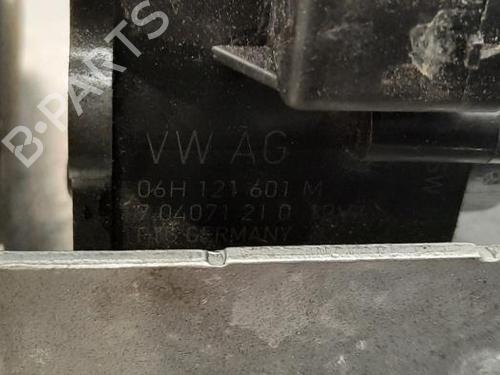 B-PARTS
VW AG
06H 121 601 M
7.04071 21 0
GERMANY